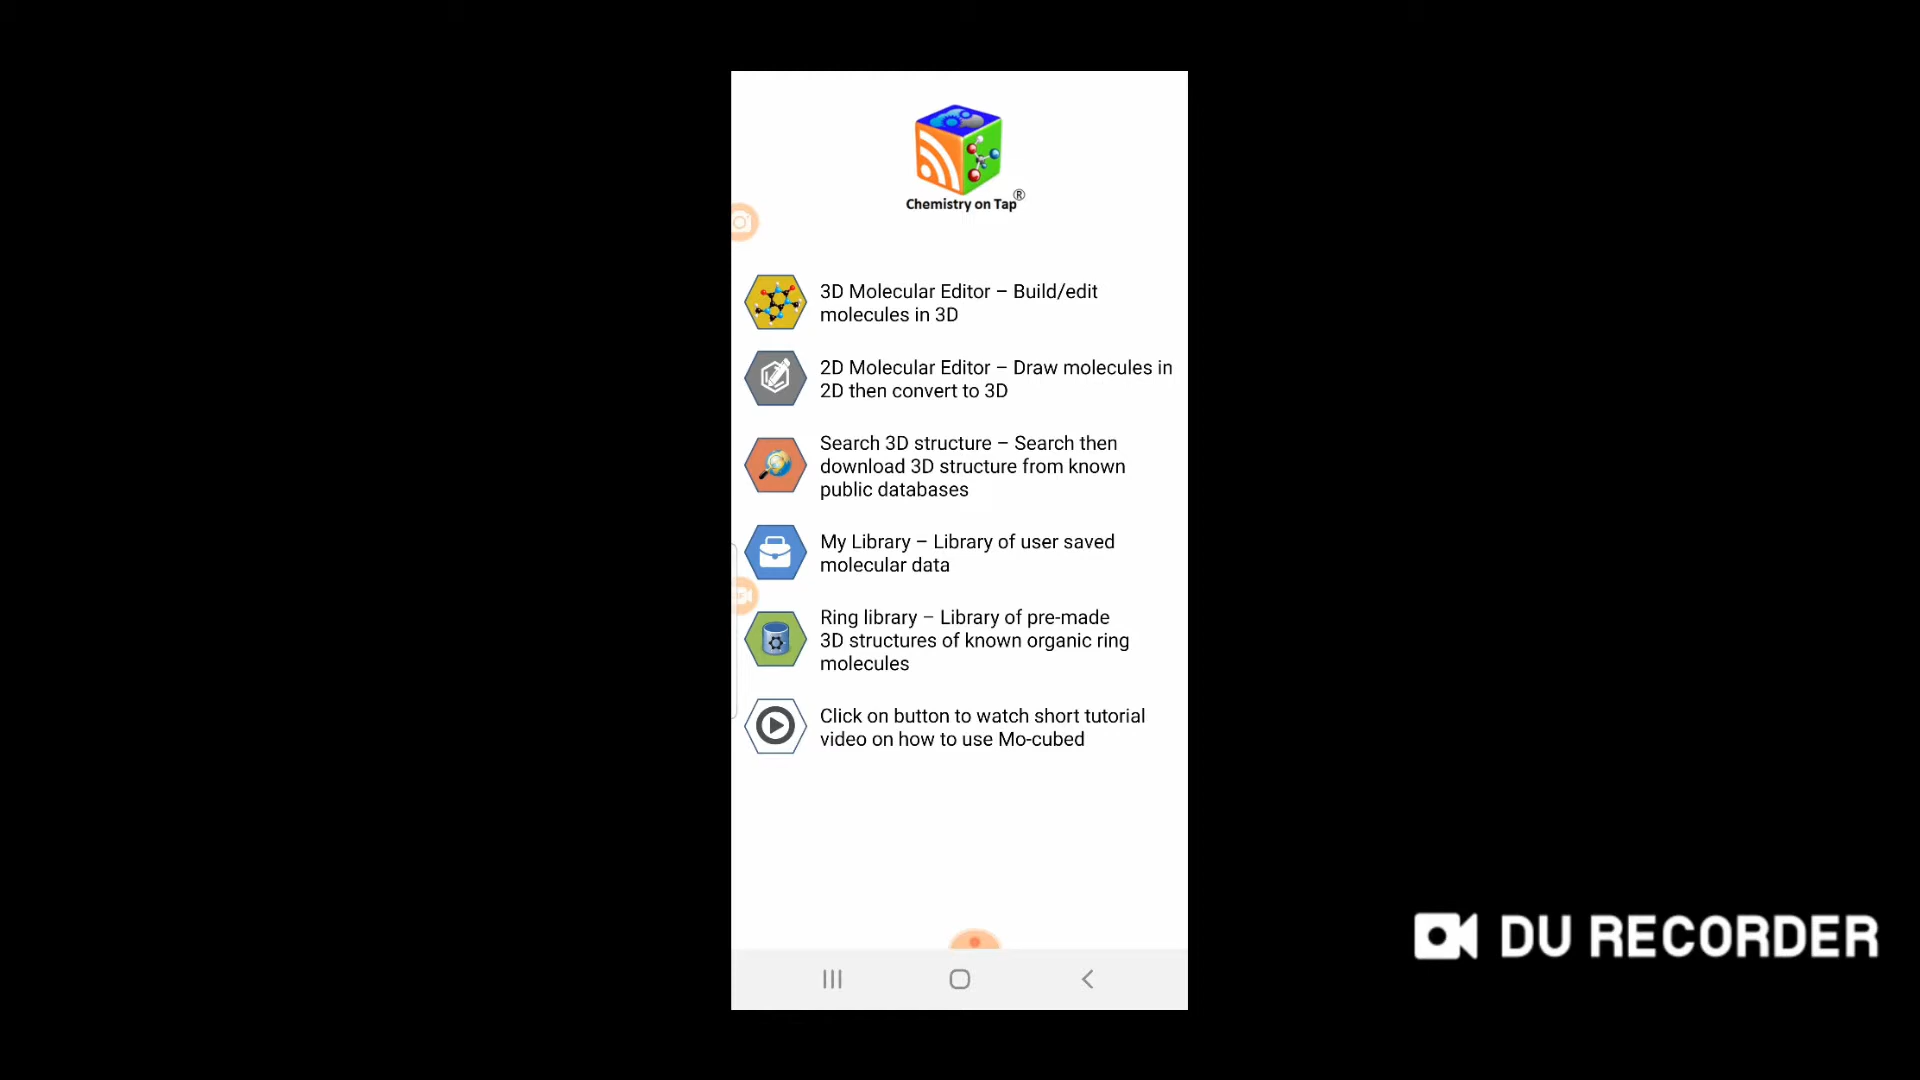 Chemistry on Tap®
3D Molecular Editor – Build/edit
molecules in 3D
2D Molecular Editor – Draw molecules in
2D then convert to 3D
Search 3D structure – Search then
download 3D structure from known
public databases
My Library – Library of user saved
molecular data
Ring library – Library of pre-made
3D structures of known organic ring
molecules
Click on button to watch short tutorial
video on how to use Mo-cubed
DU RECORDER